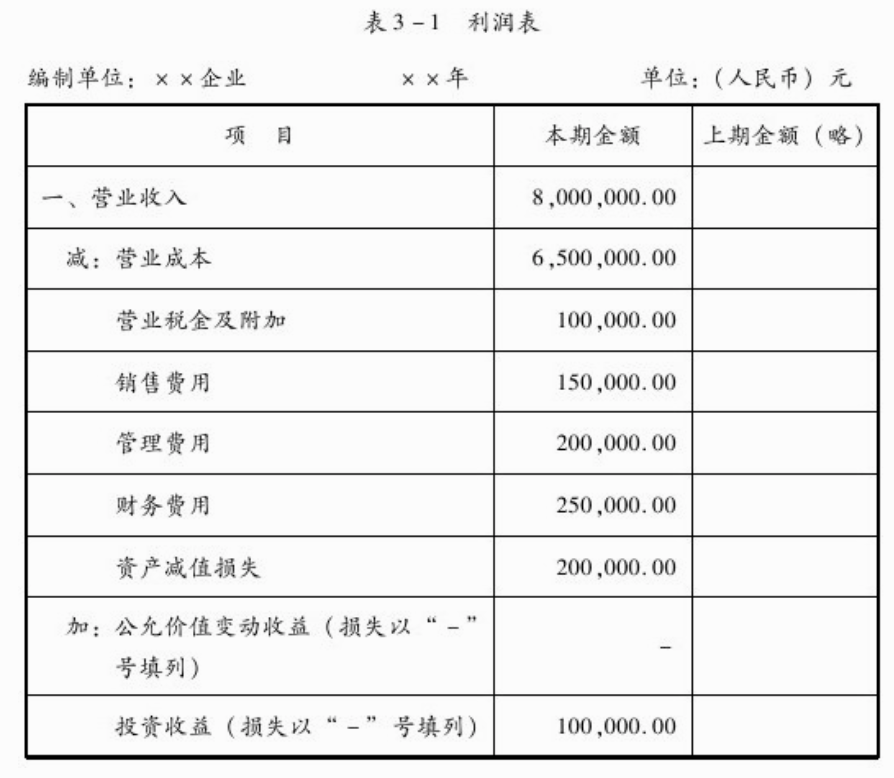 表3-1 利润表
编制单位：××企业 ××年 单位：（人民币）元
项 目 本期金额 上期金额（略）
一、营业收入 8,000,000.00
减：营业成本 6,500,000.00
营业税金及附加 100,000.00
销售费用 150,000.00
管理费用 200,000.00
财务费用 250,000.00
资产减值损失 200,000.00
加：公允价值变动收益（损失以“-”
号填列） -
投资收益（损失以“-”号填列） 100,000.00